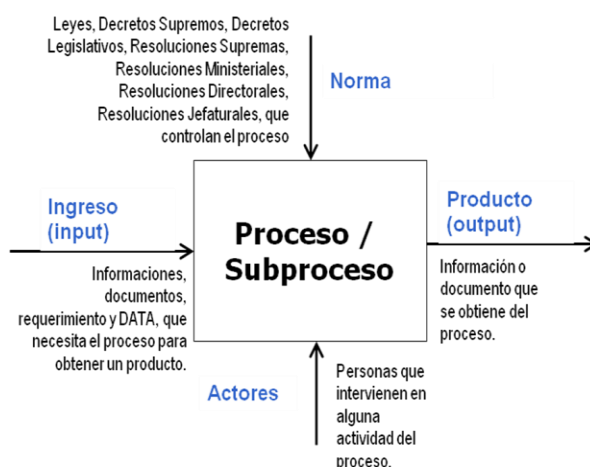 Leyes, Decretos Supremos, Decretos
Legislativos, Resoluciones Supremas,
Resoluciones Ministeriales,
Resoluciones Directorales,
Resoluciones Jefaturales, que
controlan el proceso
Norma
Ingreso
(input)
Informaciones,
documentos,
requerimiento y DATA, que
necesita el proceso para
obtener un producto.
Proceso /
Subproceso
Producto
(output)
Información o
documento que
se obtiene del
proceso.
Actores
Personas que
intervienen en
alguna
actividad del
proceso.